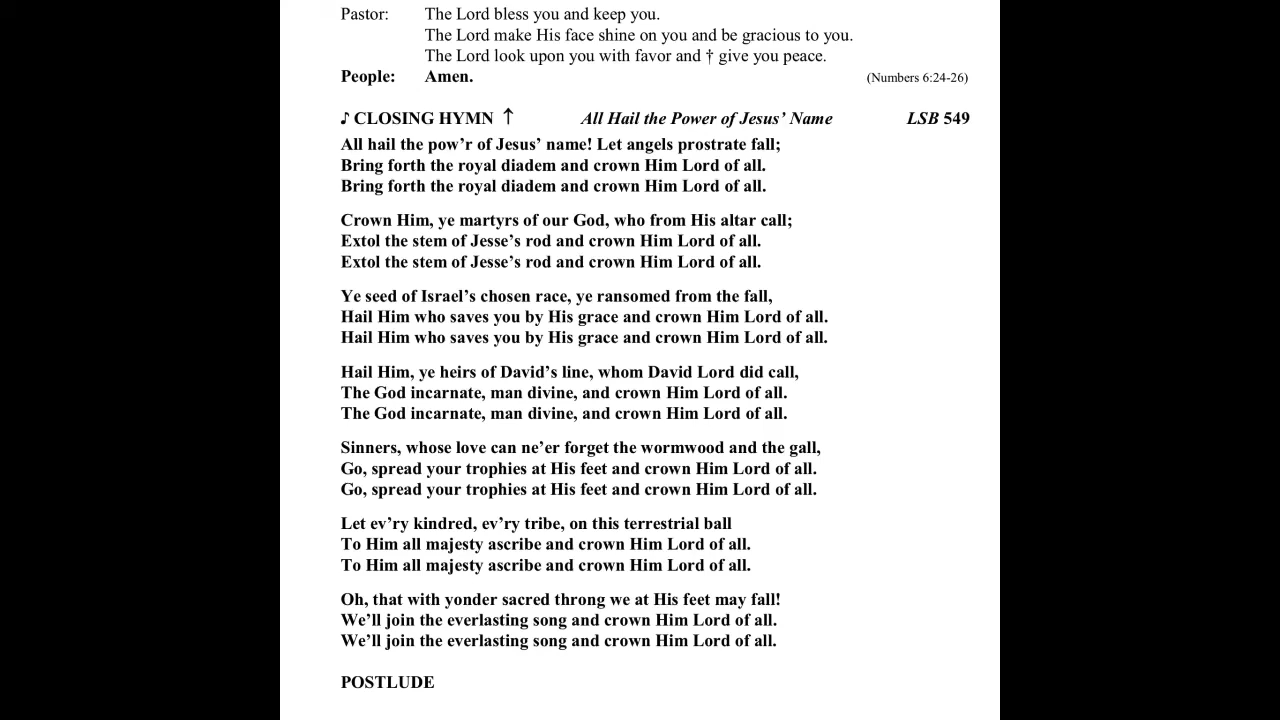 Pastor: The Lord bless you and keep you.
The Lord make His face shine on you and be gracious to you.
The Lord look upon you with favor and † give you peace.
People: Amen. (Numbers 6:24-26)
♪ CLOSING HYMN ↑ All Hail the Power of Jesus’ Name LSB 549
All hail the pow’r of Jesus’ name! Let angels prostrate fall;
Bring forth the royal diadem and crown Him Lord of all.
Bring forth the royal diadem and crown Him Lord of all.
Crown Him, ye martyrs of our God, who from His altar call;
Extol the stem of Jesse’s rod and crown Him Lord of all.
Extol the stem of Jesse’s rod and crown Him Lord of all.
Ye seed of Israel’s chosen race, ye ransomed from the fall,
Hail Him who saves you by His grace and crown Him Lord of all.
Hail Him who saves you by His grace and crown Him Lord of all.
Hail Him, ye heirs of David’s line, whom David Lord did call,
The God incarnate, man divine, and crown Him Lord of all.
The God incarnate, man divine, and crown Him Lord of all.
Sinners, whose love can ne’er forget the wormwood and the gall,
Go, spread your trophies at His feet and crown Him Lord of all.
Go, spread your trophies at His feet and crown Him Lord of all.
Let ev’ry kindred, ev’ry tribe, on this terrestrial ball
To Him all majesty ascribe and crown Him Lord of all.
To Him all majesty ascribe and crown Him Lord of all.
Oh, that with yonder sacred throng we at His feet may fall!
We’ll join the everlasting song and crown Him Lord of all.
We’ll join the everlasting song and crown Him Lord of all.
POSTLUDE